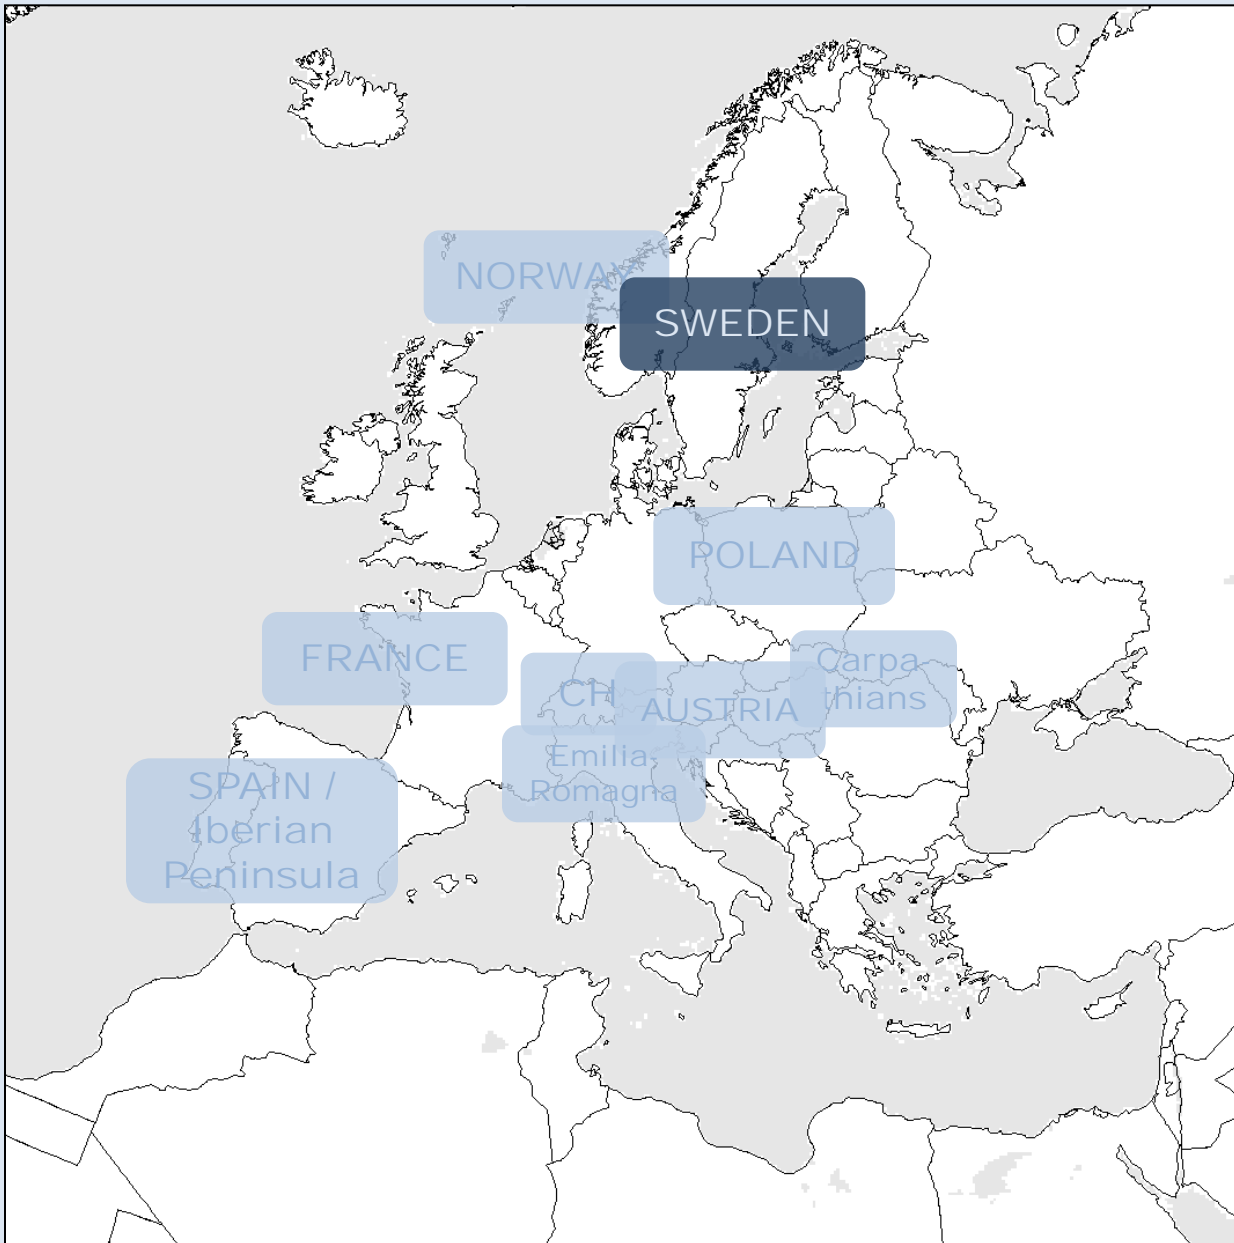 NORWAY
SWEDEN
POLAND
FRANCE
Carpa
thians
CH
AUSTRIA
Emilia
Romagna
SPAIN /
Iberian
Peninsula